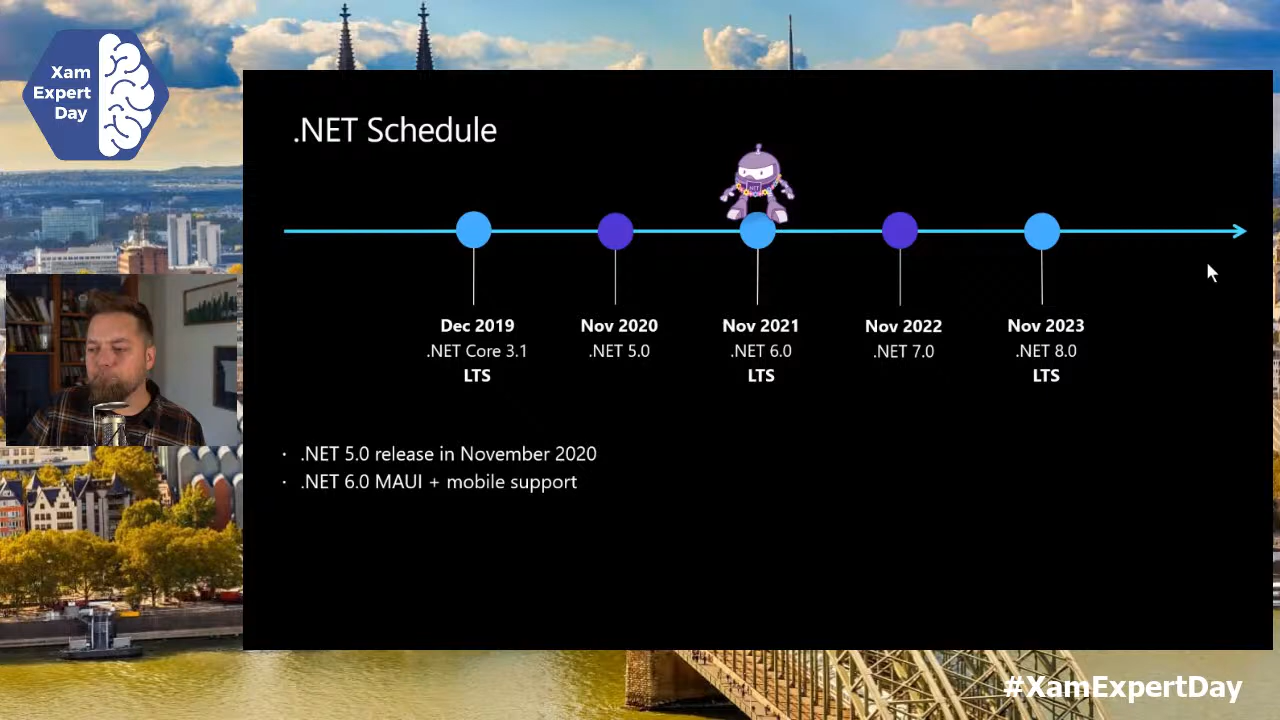 Xam
Expert
Day
.NET Schedule
.NET
Dec 2019
.NET Core 3.1
LTS
Nov 2020
.NET 5.0
Nov 2021
.NET 6.0
LTS
Nov 2022
.NET 7.0
Nov 2023
.NET 8.0
LTS
· .NET 5.0 release in November 2020
· .NET 6.0 MAUI + mobile support
#XamExpertDay